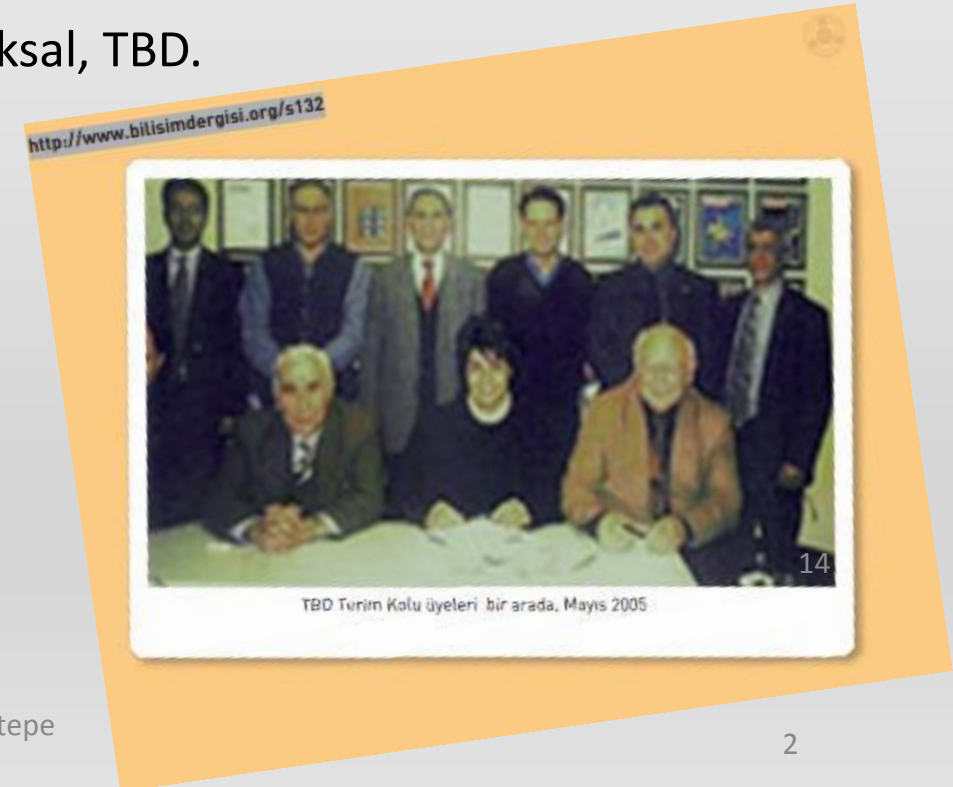 ksal, TBD.
http://www.bilisimdergisi.org/s132
14
TBD Terim Kolu üyeleri bir arada, Mayıs 2005
tepe
2